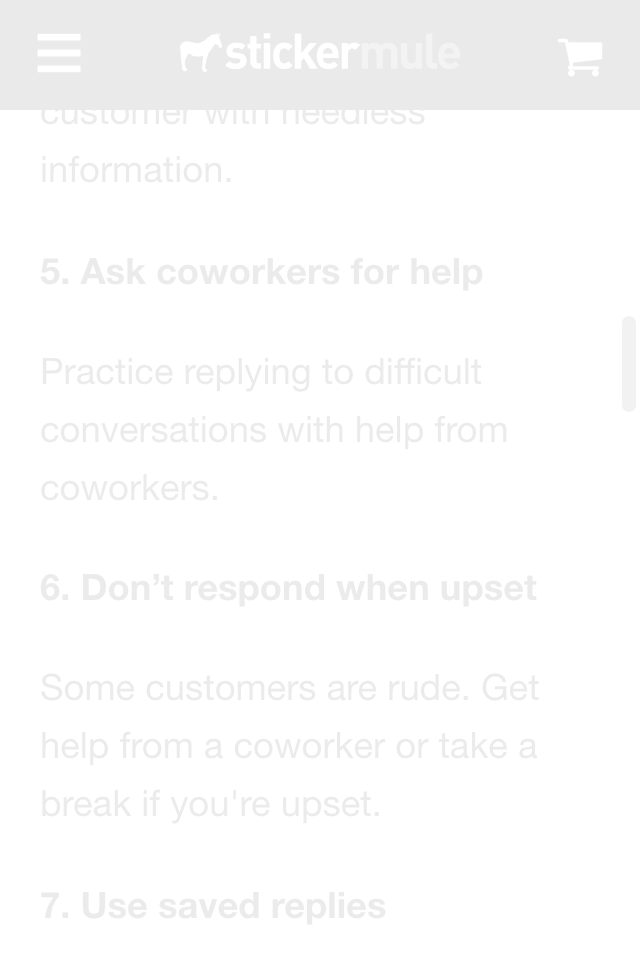 stickermule
customer with needless
information.
5. Ask coworkers for help
Practice replying to difficult
conversations with help from
coworkers.
6. Don’t respond when upset
Some customers are rude. Get
help from a coworker or take a
break if you're upset.
7. Use saved replies